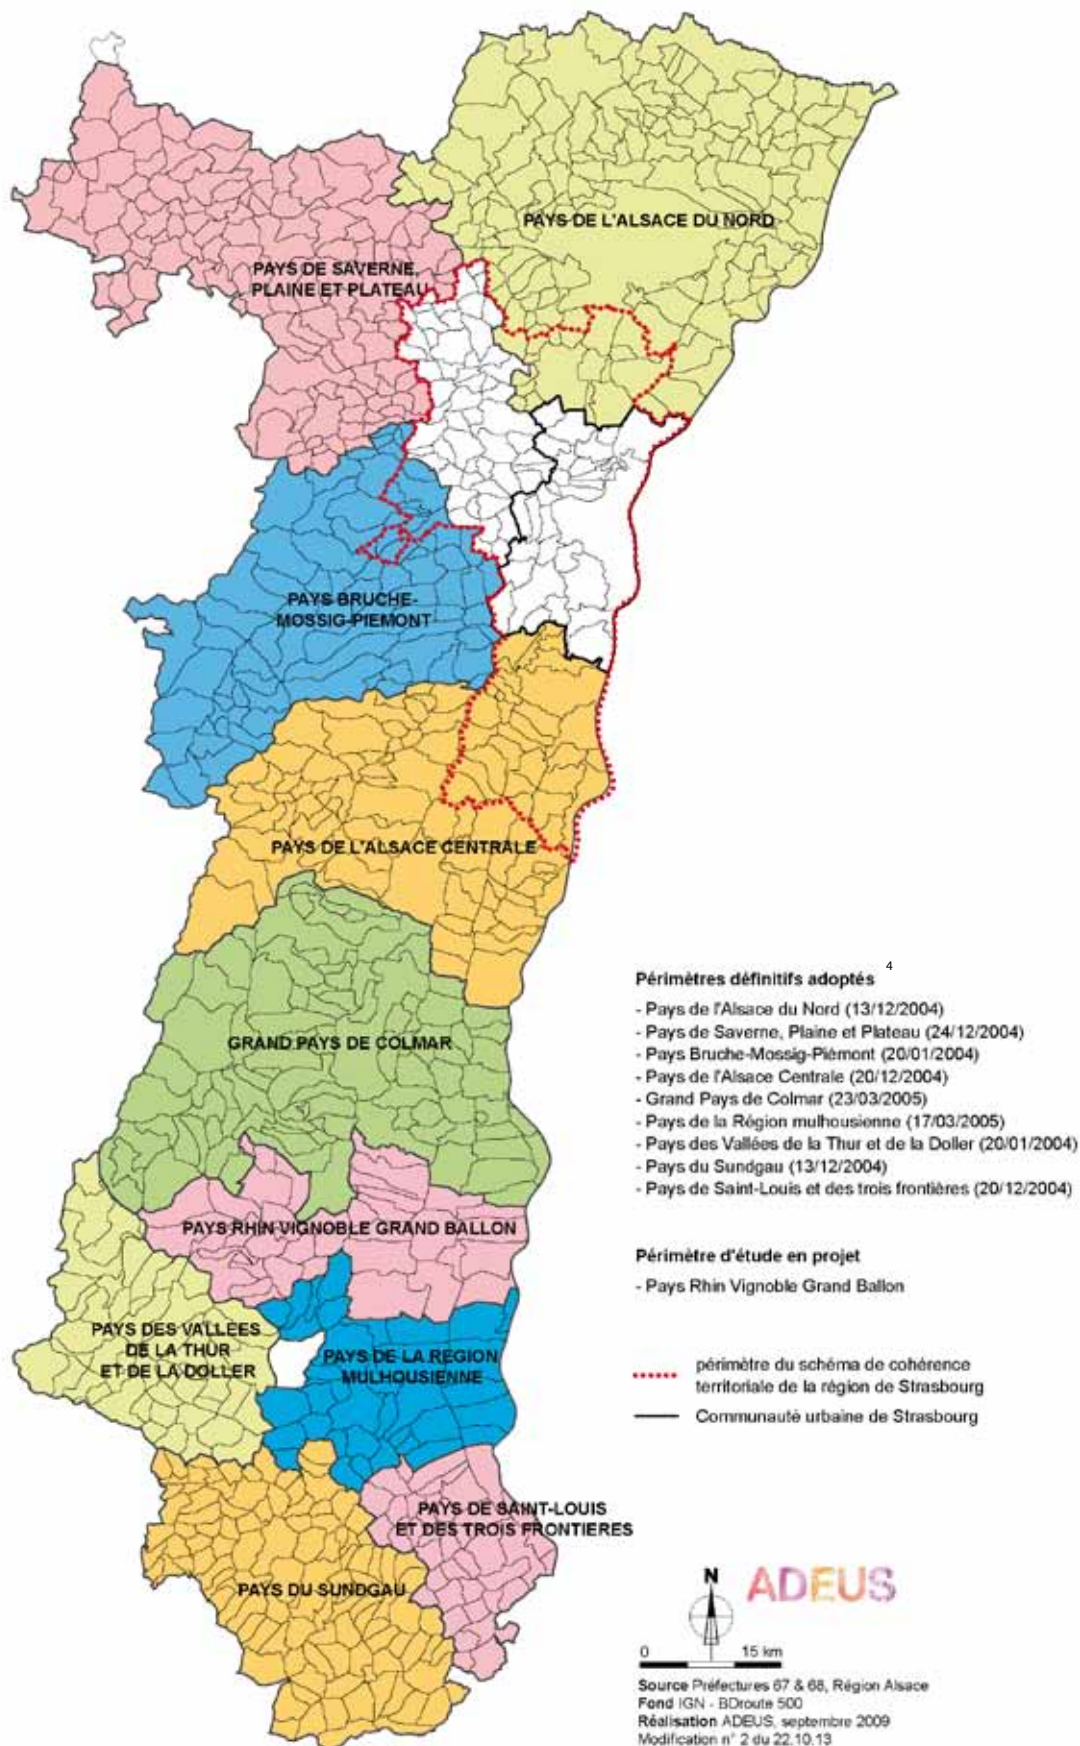 PAYS DE L'ALSACE DU NORD
PAYS DE SAVERNE,
PLAINE ET PLATEAU
PAYS BRUCHE-
MOSSIG-PIEMONT
PAYS DE L'ALSACE CENTRALE
GRAND PAYS DE COLMAR
PAYS RHIN VIGNOBLE GRAND BALLON
PAYS DES VALLEES
DE LA THUR
ET DE LA DOLLER
PAYS DE LA REGION
MULHOUSIENNE
PAYS DE SAINT-LOUIS
ET DES TROIS FRONTIERES
PAYS DU SUNDGAU
Périmètres définitifs adoptés 4
- Pays de l'Alsace du Nord (13/12/2004)
- Pays de Saverne, Plaine et Plateau (24/12/2004)
- Pays Bruche-Mossig-Piémont (20/01/2004)
- Pays de l'Alsace Centrale (20/12/2004)
- Grand Pays de Colmar (23/03/2005)
- Pays de la Région mulhousienne (17/03/2005)
- Pays des Vallées de la Thur et de la Doller (20/01/2004)
- Pays du Sundgau (13/12/2004)
- Pays de Saint-Louis et des trois frontières (20/12/2004)
Périmètre d'étude en projet
- Pays Rhin Vignoble Grand Ballon
périmètre du schéma de cohérence
territoriale de la région de Strasbourg
Communauté urbaine de Strasbourg
N
ADEUS
0 15 km
Source Préfectures 67 & 68, Région Alsace
Fond IGN - BDroute 500
Réalisation ADEUS, septembre 2009
Modification n° 2 du 22.10.13